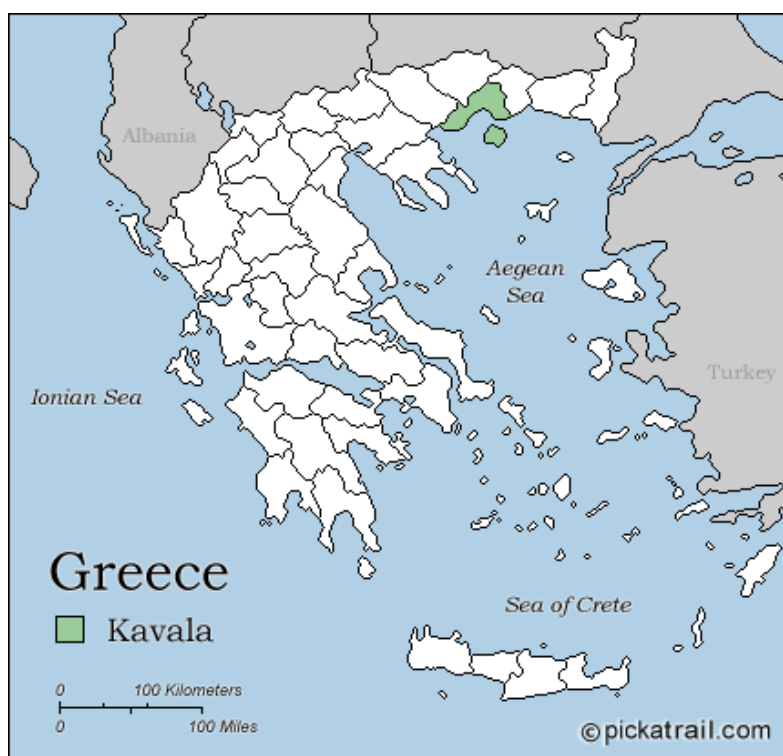 Albania
Aegean
Sea
Turkey
Ionian Sea
Greece
Sea of Crete
Kavala
0 100 Kilometers
0 100 Miles
©pickatrail.com